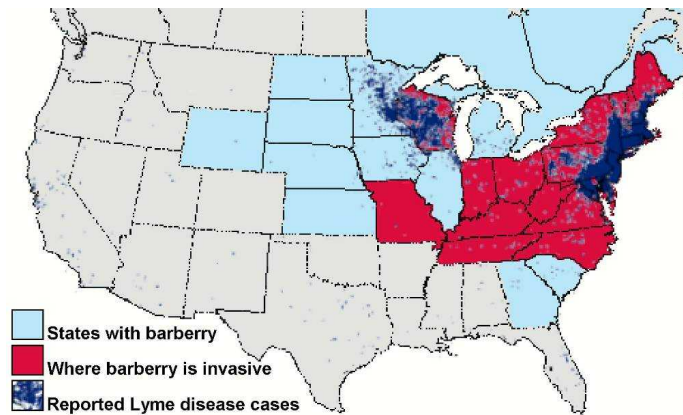 States with barberry
Where barberry is invasive
Reported Lyme disease cases